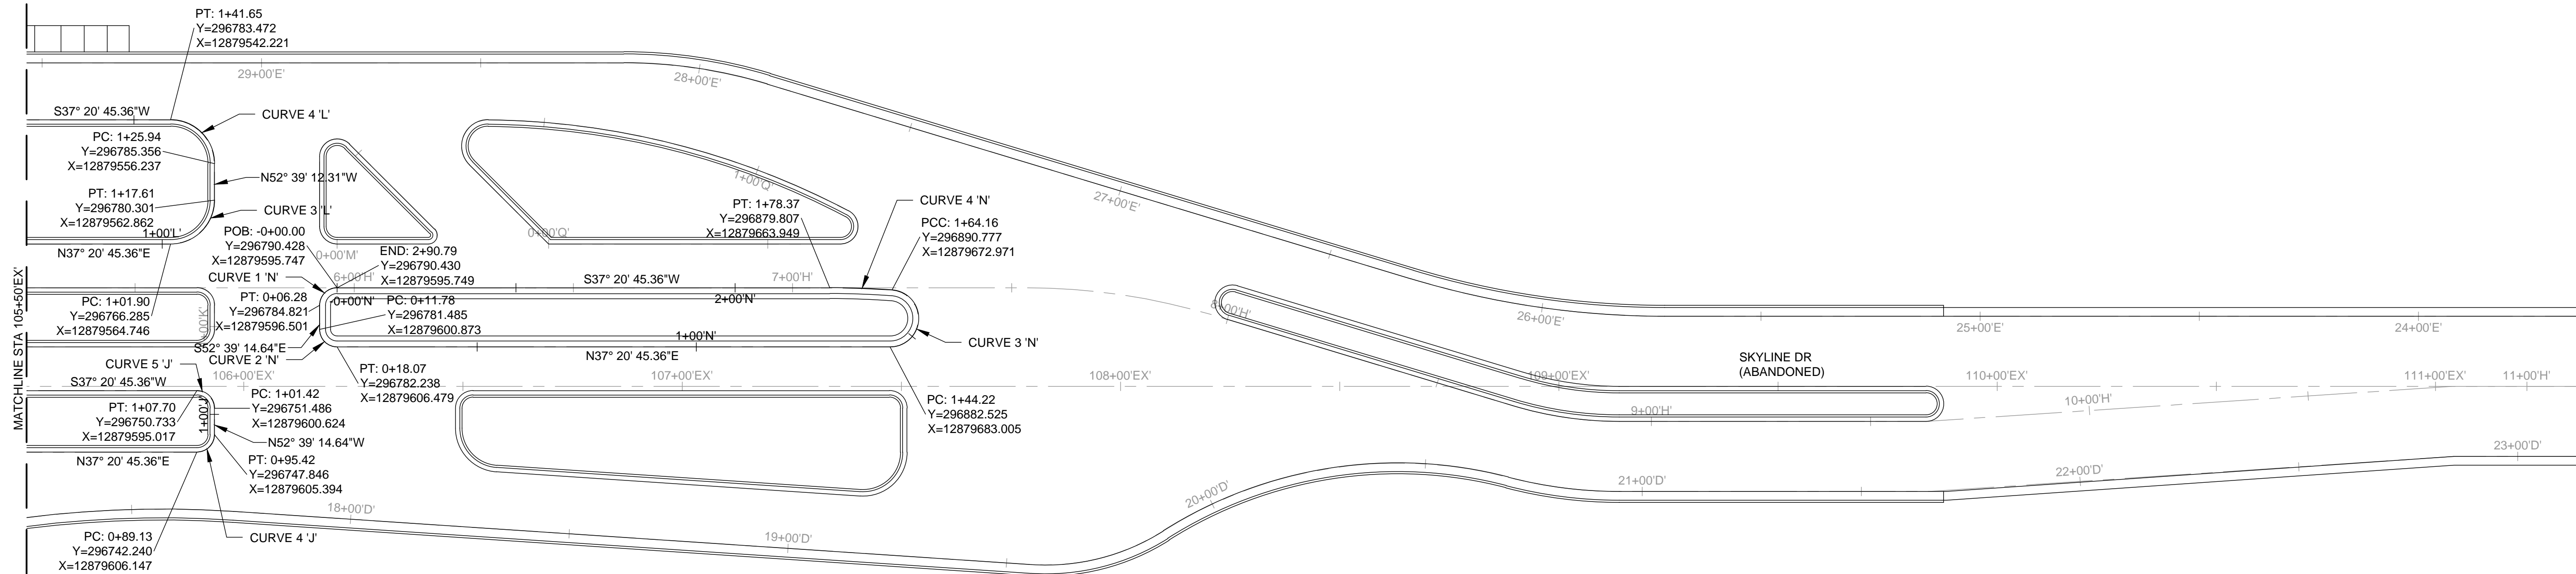 PT: 1+41.65
Y=296783.472
X=12879542.221
29+00'E'
28+00'E'
S37° 20' 45.36"W
CURVE 4 'L'
PC: 1+25.94
Y=296785.356
X=12879556.237
N52° 39' 12.31"W
PT: 1+17.61
Y=296780.301
X=12879562.862
CURVE 3 'L'
1+00'L'
N37° 20' 45.36"E
1+00'Q'
0+00'Q'
27+00'E'
PT: 1+78.37
Y=296879.807
X=12879663.949
CURVE 4 'N'
PCC: 1+64.16
Y=296890.777
X=12879672.971
POB: -0+00.00
Y=296790.428
X=12879595.747
0+00'M'
END: 2+90.79
Y=296790.430
X=12879595.749
CURVE 1 'N'
6+00'H'
S37° 20' 45.36"W
7+00'H'
8+00'H'
PC: 1+01.90
Y=296766.285
X=12879564.746
PT: 0+06.28
Y=296784.821
X=12879596.501
-0+00'N'
PC: 0+11.78
Y=296781.485
X=12879600.873
2+00'N'
1+00'N'
26+00'E'
25+00'E'
24+00'E'
S52° 39' 14.64"E
CURVE 2 'N'
N37° 20' 45.36"E
CURVE 3 'N'
MATCHLINE STA 105+50'EX'
CURVE 5 'J'
S37° 20' 45.36"W
106+00'EX'
PT: 0+18.07
Y=296782.238
X=12879606.479
107+00'EX'
108+00'EX'
109+00'EX'
SKYLINE DR
(ABANDONED)
110+00'EX'
111+00'EX'
11+00'H'
PT: 1+07.70
Y=296750.733
X=12879595.017
1+00'J'
PC: 1+01.42
Y=296751.486
X=12879600.624
N52° 39' 14.64"W
PC: 1+44.22
Y=296882.525
X=12879683.005
9+00'H'
10+00'H'
N37° 20' 45.36"E
PT: 0+95.42
Y=296747.846
X=12879605.394
23+00'D'
22+00'D'
21+00'D'
20+00'D'
18+00'D'
19+00'D'
PC: 0+89.13
Y=296742.240
X=12879606.147
CURVE 4 'J'